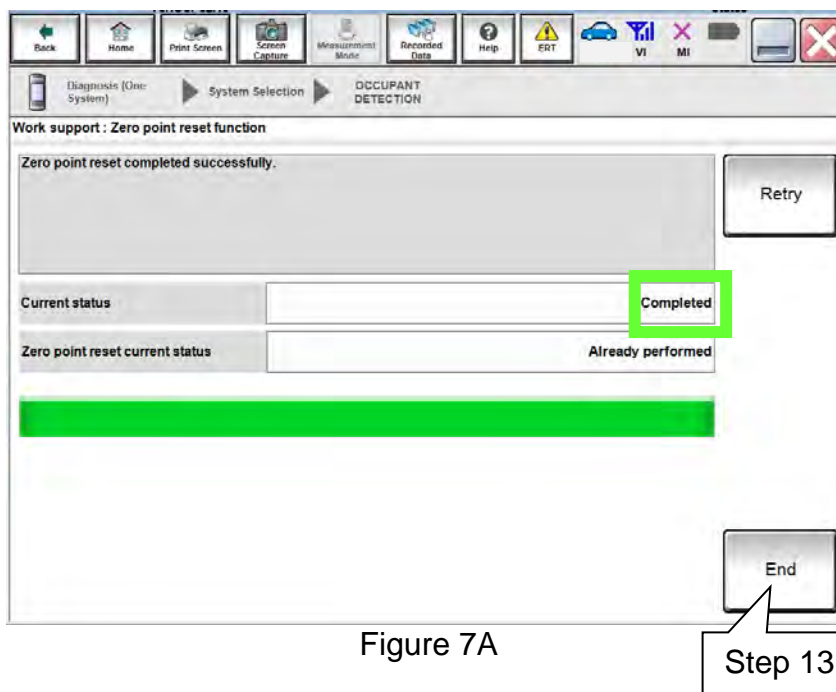 Back
Home
Print Screen
Screen Capture
Measurement Mode
Recorded Data
Help
ERT
VI
MI
Diagnosis (One System)
System Selection
OCCUPANT DETECTION
Work support : Zero point reset function
Zero point reset completed successfully.
Retry
Current status
Completed
Zero point reset current status
Already performed
End
Figure 7A
Step 13